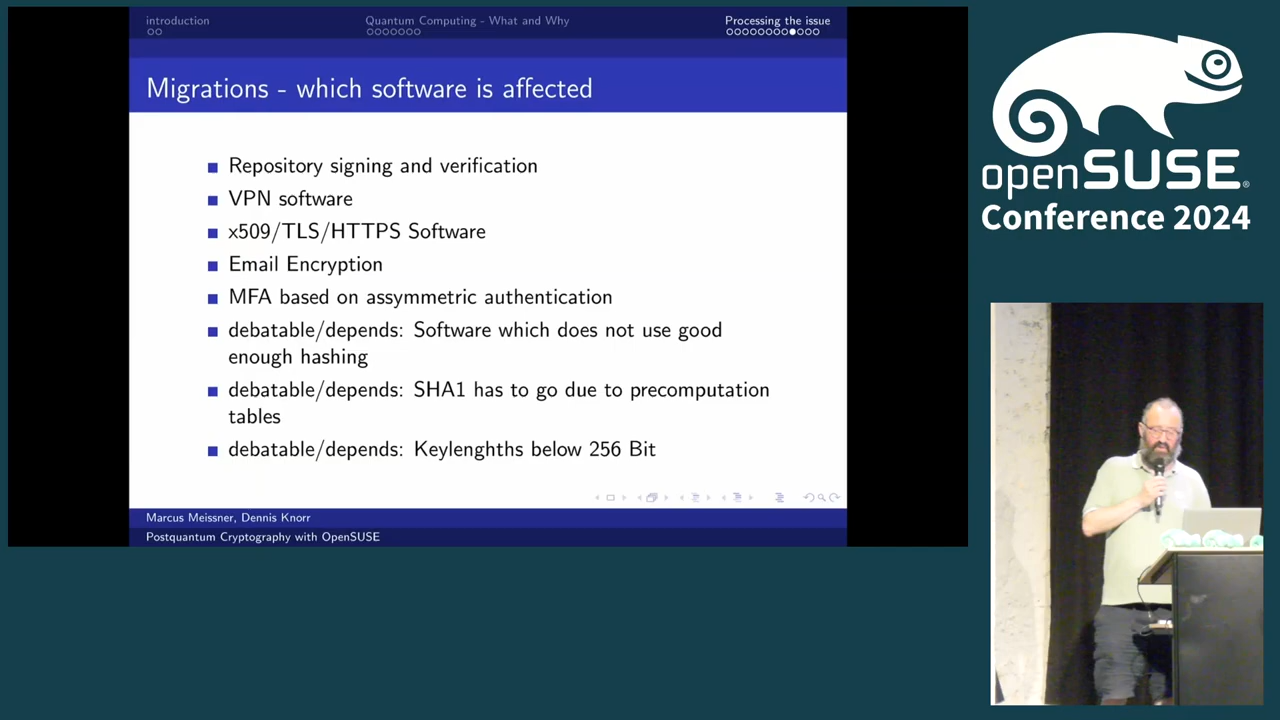 introduction
Quantum Computing - What and Why
Processing the issue
Migrations - which software is affected
Repository signing and verification
VPN software
x509/TLS/HTTPS Software
Email Encryption
MFA based on assymmetric authentication
debatable/depends: Software which does not use good
enough hashing
debatable/depends: SHA1 has to go due to precomputation
tables
debatable/depends: Keylenghths below 256 Bit
Marcus Meissner, Dennis Knorr
Postquantum Cryptography with OpenSUSE
openSUSE®
Conference 2024